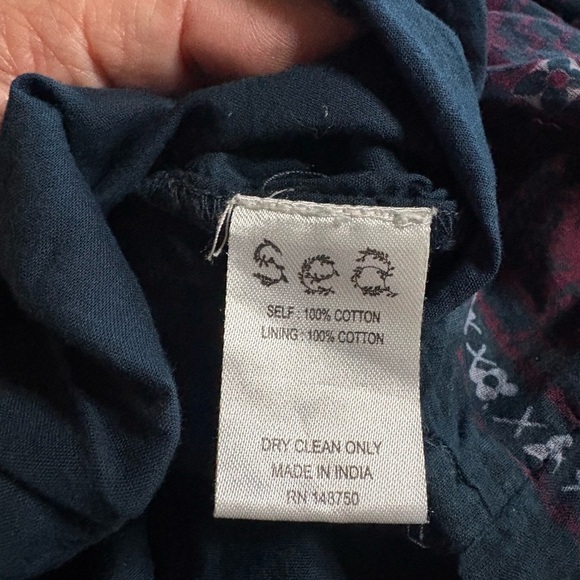 sea
SELF : 100% COTTON
LINING : 100% COTTON
DRY CLEAN ONLY
MADE IN INDIA
RN 148750